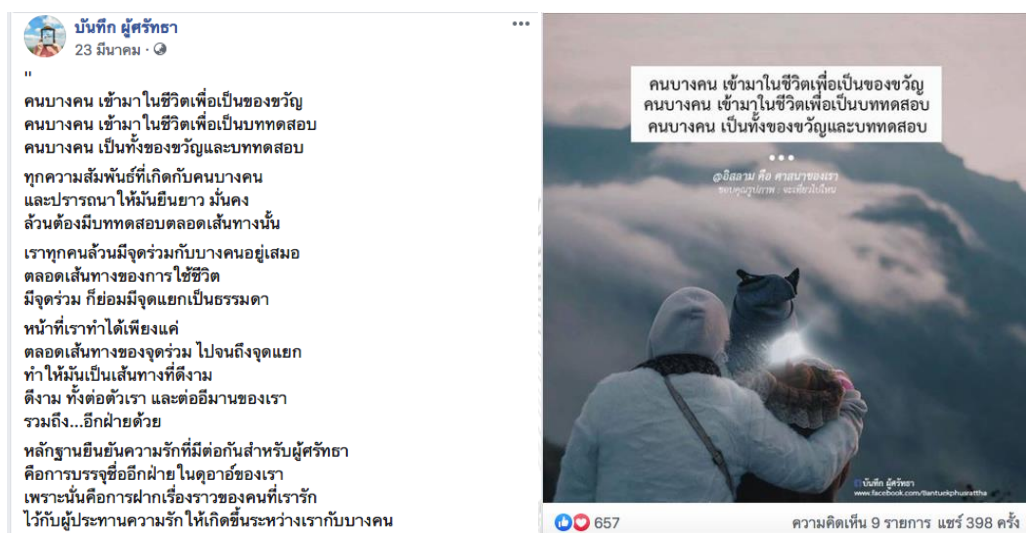 บันทึก ผู้ศรัทธา
23 มีนาคม ·
"
คนบางคน เข้ามาในชีวิตเพื่อเป็นของขวัญ
คนบางคน เข้ามาในชีวิตเพื่อเป็นบททดสอบ
คนบางคน เป็นทั้งของขวัญและบททดสอบ
ทุกความสัมพันธ์ที่เกิดกับคนบางคน
และปรารถนาให้มันยืนยาว มั่นคง
ล้วนต้องมีบททดสอบตลอดเส้นทางนั้น
เราทุกคนล้วนมีจุดร่วมกับบางคนอยู่เสมอ
ตลอดเส้นทางของการใช้ชีวิต
มีจุดร่วม ก็ย่อมมีจุดแยกเป็นธรรมดา
หน้าที่เราทำได้เพียงแค่
ตลอดเส้นทางของจุดร่วม ไปจนถึงจุดแยก
ทำให้มันเป็นเส้นทางที่ดีงาม
ดีงาม ทั้งต่อตัวเรา และต่ออีมานของเรา
รวมถึง...อีกฝ่ายด้วย
หลักฐานยืนยันความรักที่มีต่อกันสำหรับผู้ศรัทธา
คือการบรรจุชื่ออีกฝ่ายในดุอาอ์ของเรา
เพราะนั่นคือการฝากเรื่องราวของคนที่เรารัก
ไว้กับผู้ประทานความรักให้เกิดขึ้นระหว่างเรากับบางคน
คนบางคน เข้ามาในชีวิตเพื่อเป็นของขวัญ
คนบางคน เข้ามาในชีวิตเพื่อเป็นบททดสอบ
คนบางคน เป็นทั้งของขวัญและบททดสอบ
@อิสลาม คือ ศาสนาของเรา
ขอบคุณรูปภาพ : จะเที่ยวไปไหน
บันทึก ผู้ศรัทธา
www.facebook.com/bantuekphusrattha
657
ความคิดเห็น 9 รายการ แชร์ 398 ครั้ง